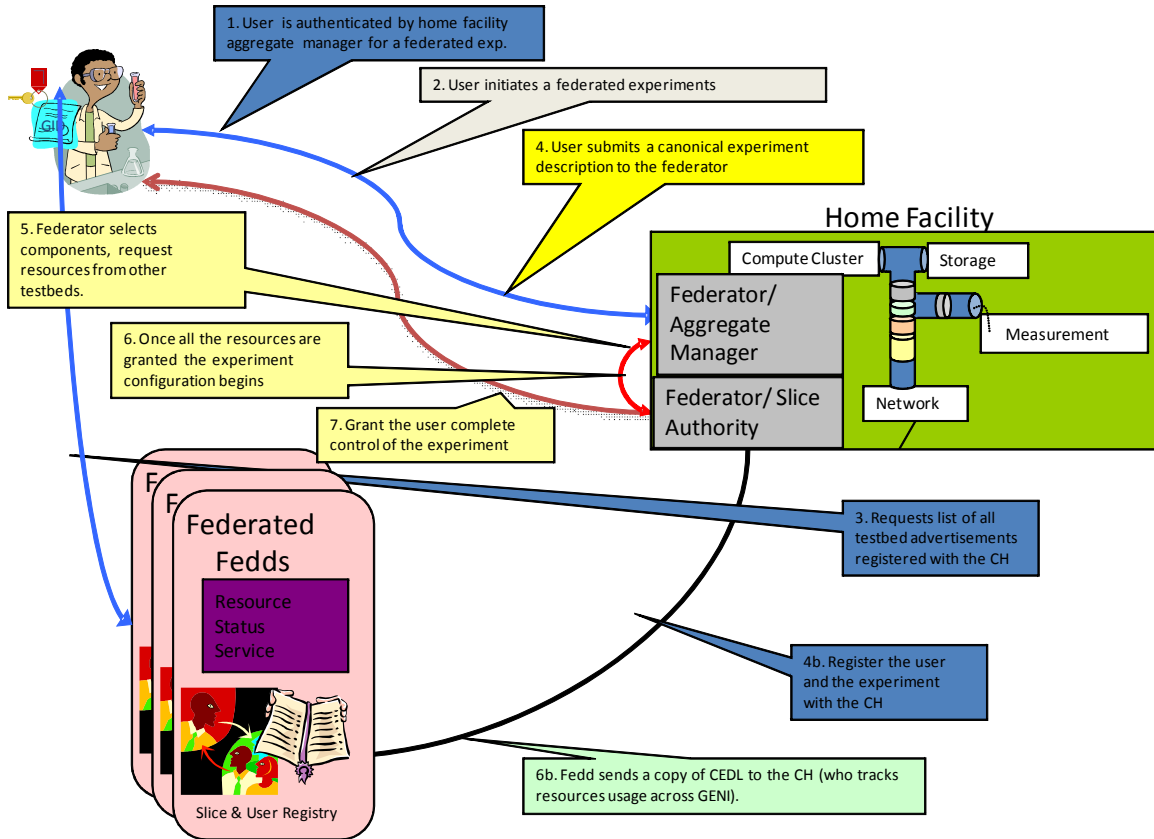 1. User is authenticated by home facility
aggregate manager for a federated exp.
2. User initiates a federated experiments
GID
4. User submits a canonical experiment
description to the federator
5. Federator selects
components, request
resources from other
testbeds.
Home Facility
Compute Cluster
Storage
Federator/
Aggregate
Manager
Measurement
6. Once all the resources are
granted the experiment
configuration begins
Federator/ Slice
Authority
Network
7. Grant the user complete
control of the experiment
F
F
Federated
Fedds
3. Requests list of all
testbed advertisements
registered with the CH
Resource
Status
Service
4b. Register the user
and the experiment
with the CH
6b. Fedd sends a copy of CEDL to the CH (who tracks
resources usage across GENI).
Slice & User Registry